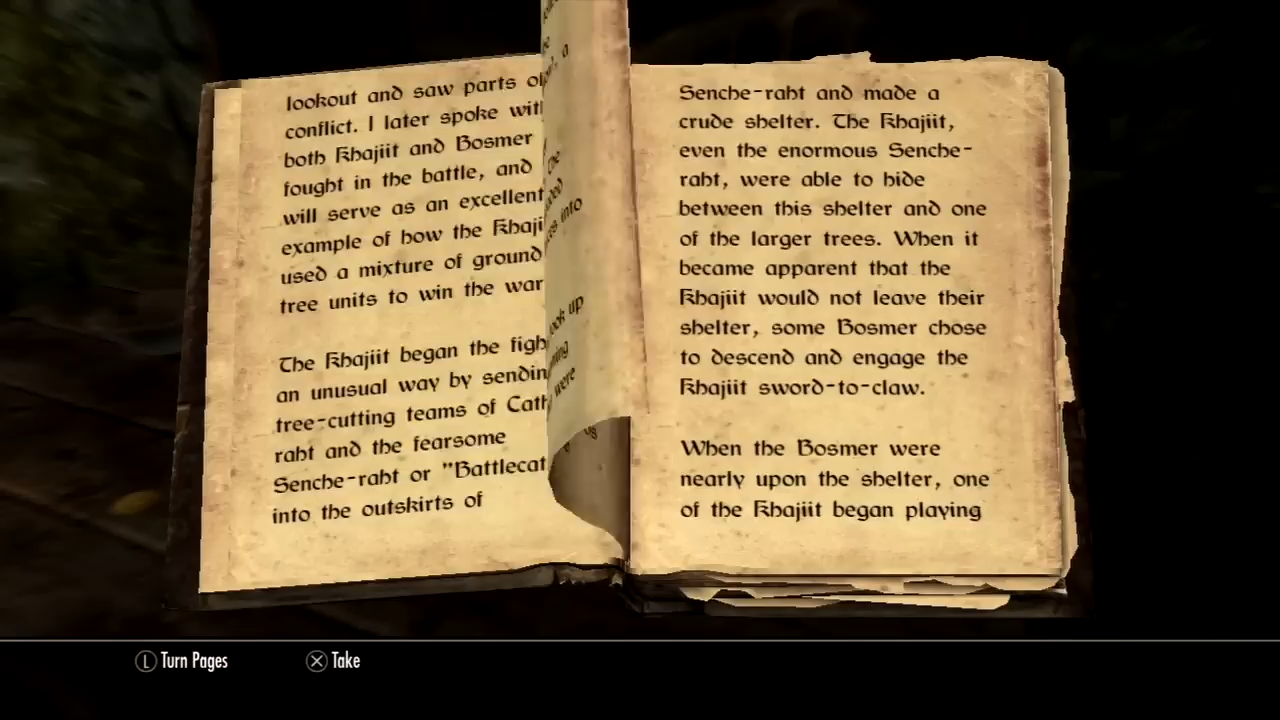 lookout and saw parts
conflict. I later spoke
both Khajiit and Bosmer
fought in the battle, and
will serve as an excellent
example of how the
used a mixture of ground
tree units to win the war
The Khajiit began the
an unusual way by
tree-cutting teams of
raht and the fearsome
Senche-raht or "Battlecat
into the outskirts of
a
The
into
up
were
Senche-raht and made a
crude shelter. The Khajiit,
even the enormous Senche-
raht, were able to hide
between this shelter and one
of the larger trees. When it
became apparent that the
Khajiit would not leave their
shelter, some Bosmer chose
to descend and engage the
Khajiit sword-to-claw.
When the Bosmer were
nearly upon the shelter, one
of the Khajiit began playing
L Turn Pages
X Take